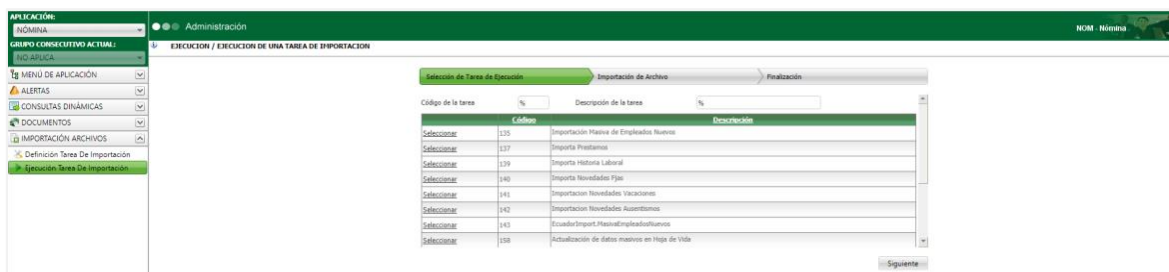 APLICACIÓN:
NÓMINA
GRUPO CONSECUTIVO ACTUAL:
NO APLICA
MENÚ DE APLICACIÓN
ALERTAS
CONSULTAS DINÁMICAS
DOCUMENTOS
IMPORTACIÓN ARCHIVOS
Definición Tarea De Importación
Ejecución Tarea De Importación
Administración
NOM - Nómina
EJECUCION / EJECUCION DE UNA TAREA DE IMPORTACION
Selección de Tarea de Ejecución Importación de Archivo Finalización
Código de la tarea % Descripción de la tarea %
Código Descripción
Seleccionar 135 Importación Masiva de Empleados Nuevos
Seleccionar 137 Importa Prestamos
Seleccionar 139 Importa Historia Laboral
Seleccionar 140 Importa Novedades Fijas
Seleccionar 141 Importacion Novedades Vacaciones
Seleccionar 142 Importacion Novedades Ausentismos
Seleccionar 143 EcuadorImport.MasivaEmpleadosNuevos
Seleccionar 158 Actualización de datos masivos en Hoja de Vida
Siguiente